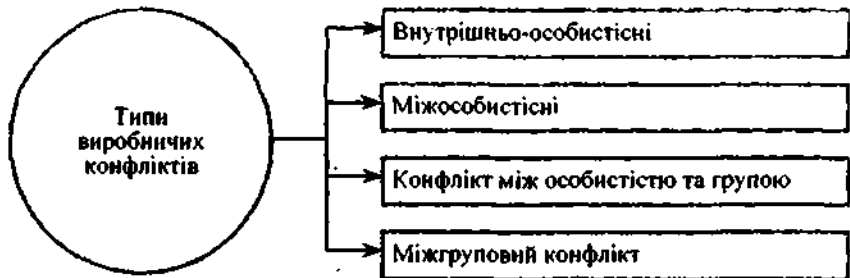 Типи
виробничих
конфліктів
Внутрішньо-особистісні
Міжособистісні
Конфлікт між особистістю та групою
Міжгруповий конфлікт